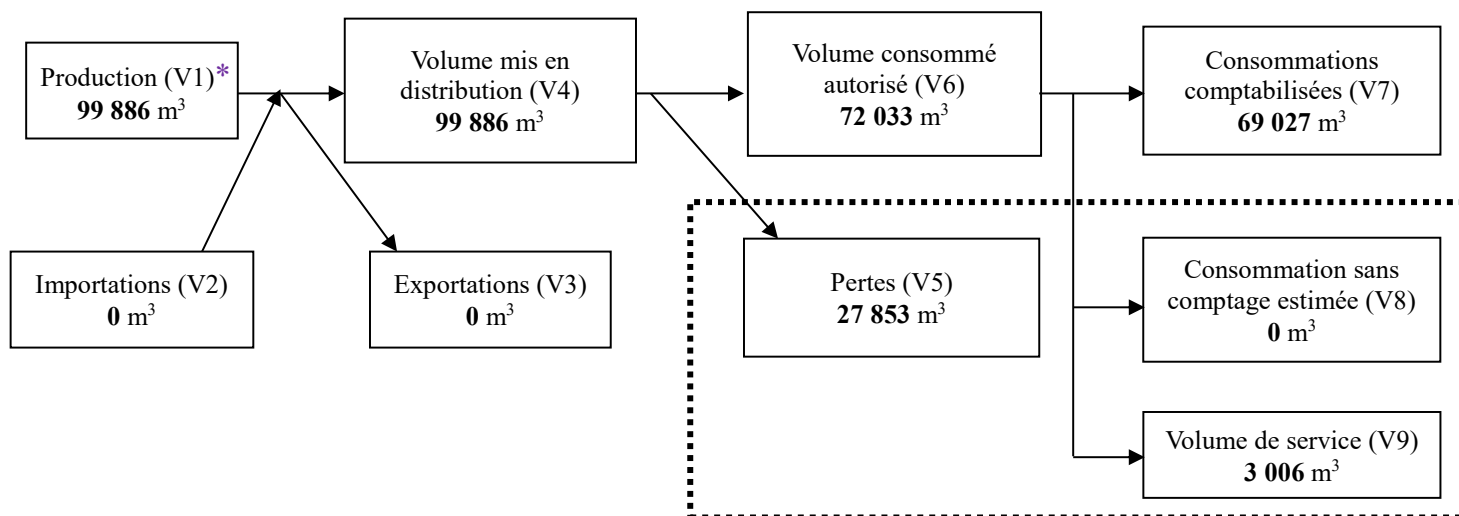 Production (V1)*
99 886 m³
Volume mis en
distribution (V4)
99 886 m³
Volume consommé
autorisé (V6)
72 033 m³
Consommations
comptabilisées (V7)
69 027 m³
Importations (V2)
0 m³
Exportations (V3)
0 m³
Pertes (V5)
27 853 m³
Consommation sans
comptage estimée (V8)
0 m³
Volume de service (V9)
3 006 m³